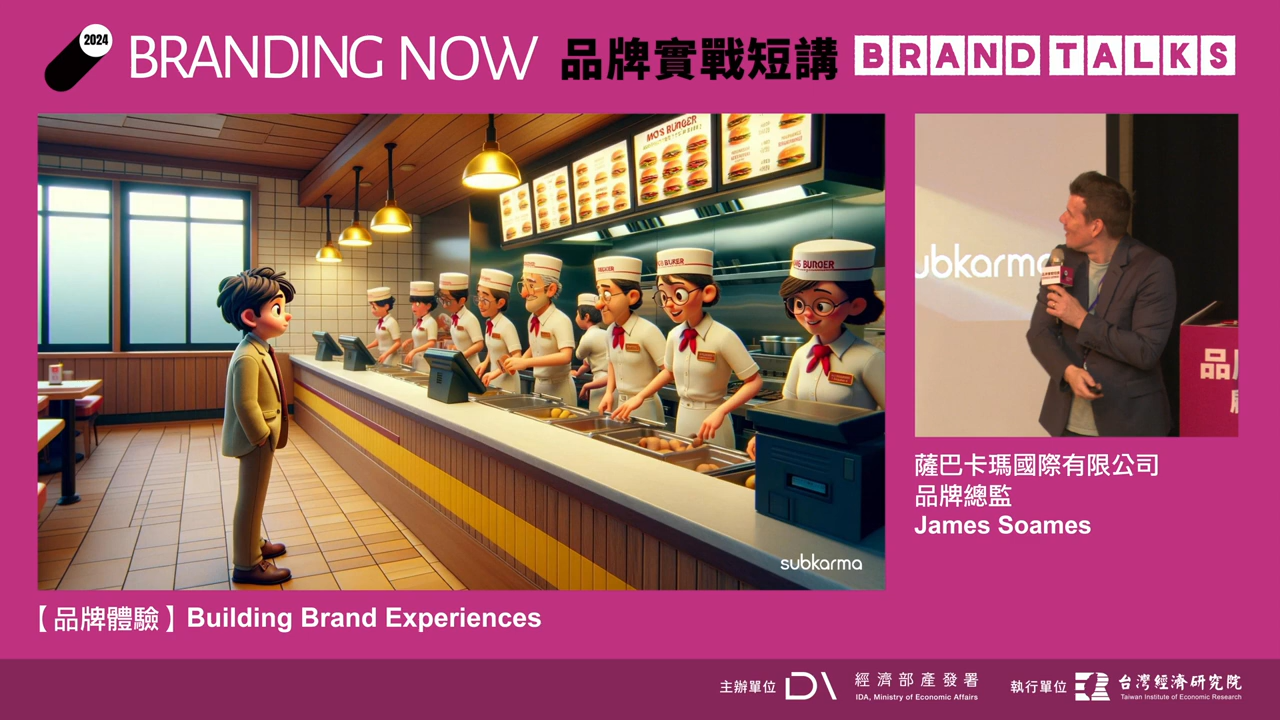 2024
BRANDING NOW 品牌實戰短講 BRAND TALKS
MO'S BURGER
BURGER
subkarma
ubkarma
薩巴卡瑪國際有限公司
品牌總監
James Soames
【品牌體驗】Building Brand Experiences
主辦單位
經濟部產發署
IDA, Ministry of Economic Affairs
執行單位
台灣經濟研究院
Taiwan Institute of Economic Research